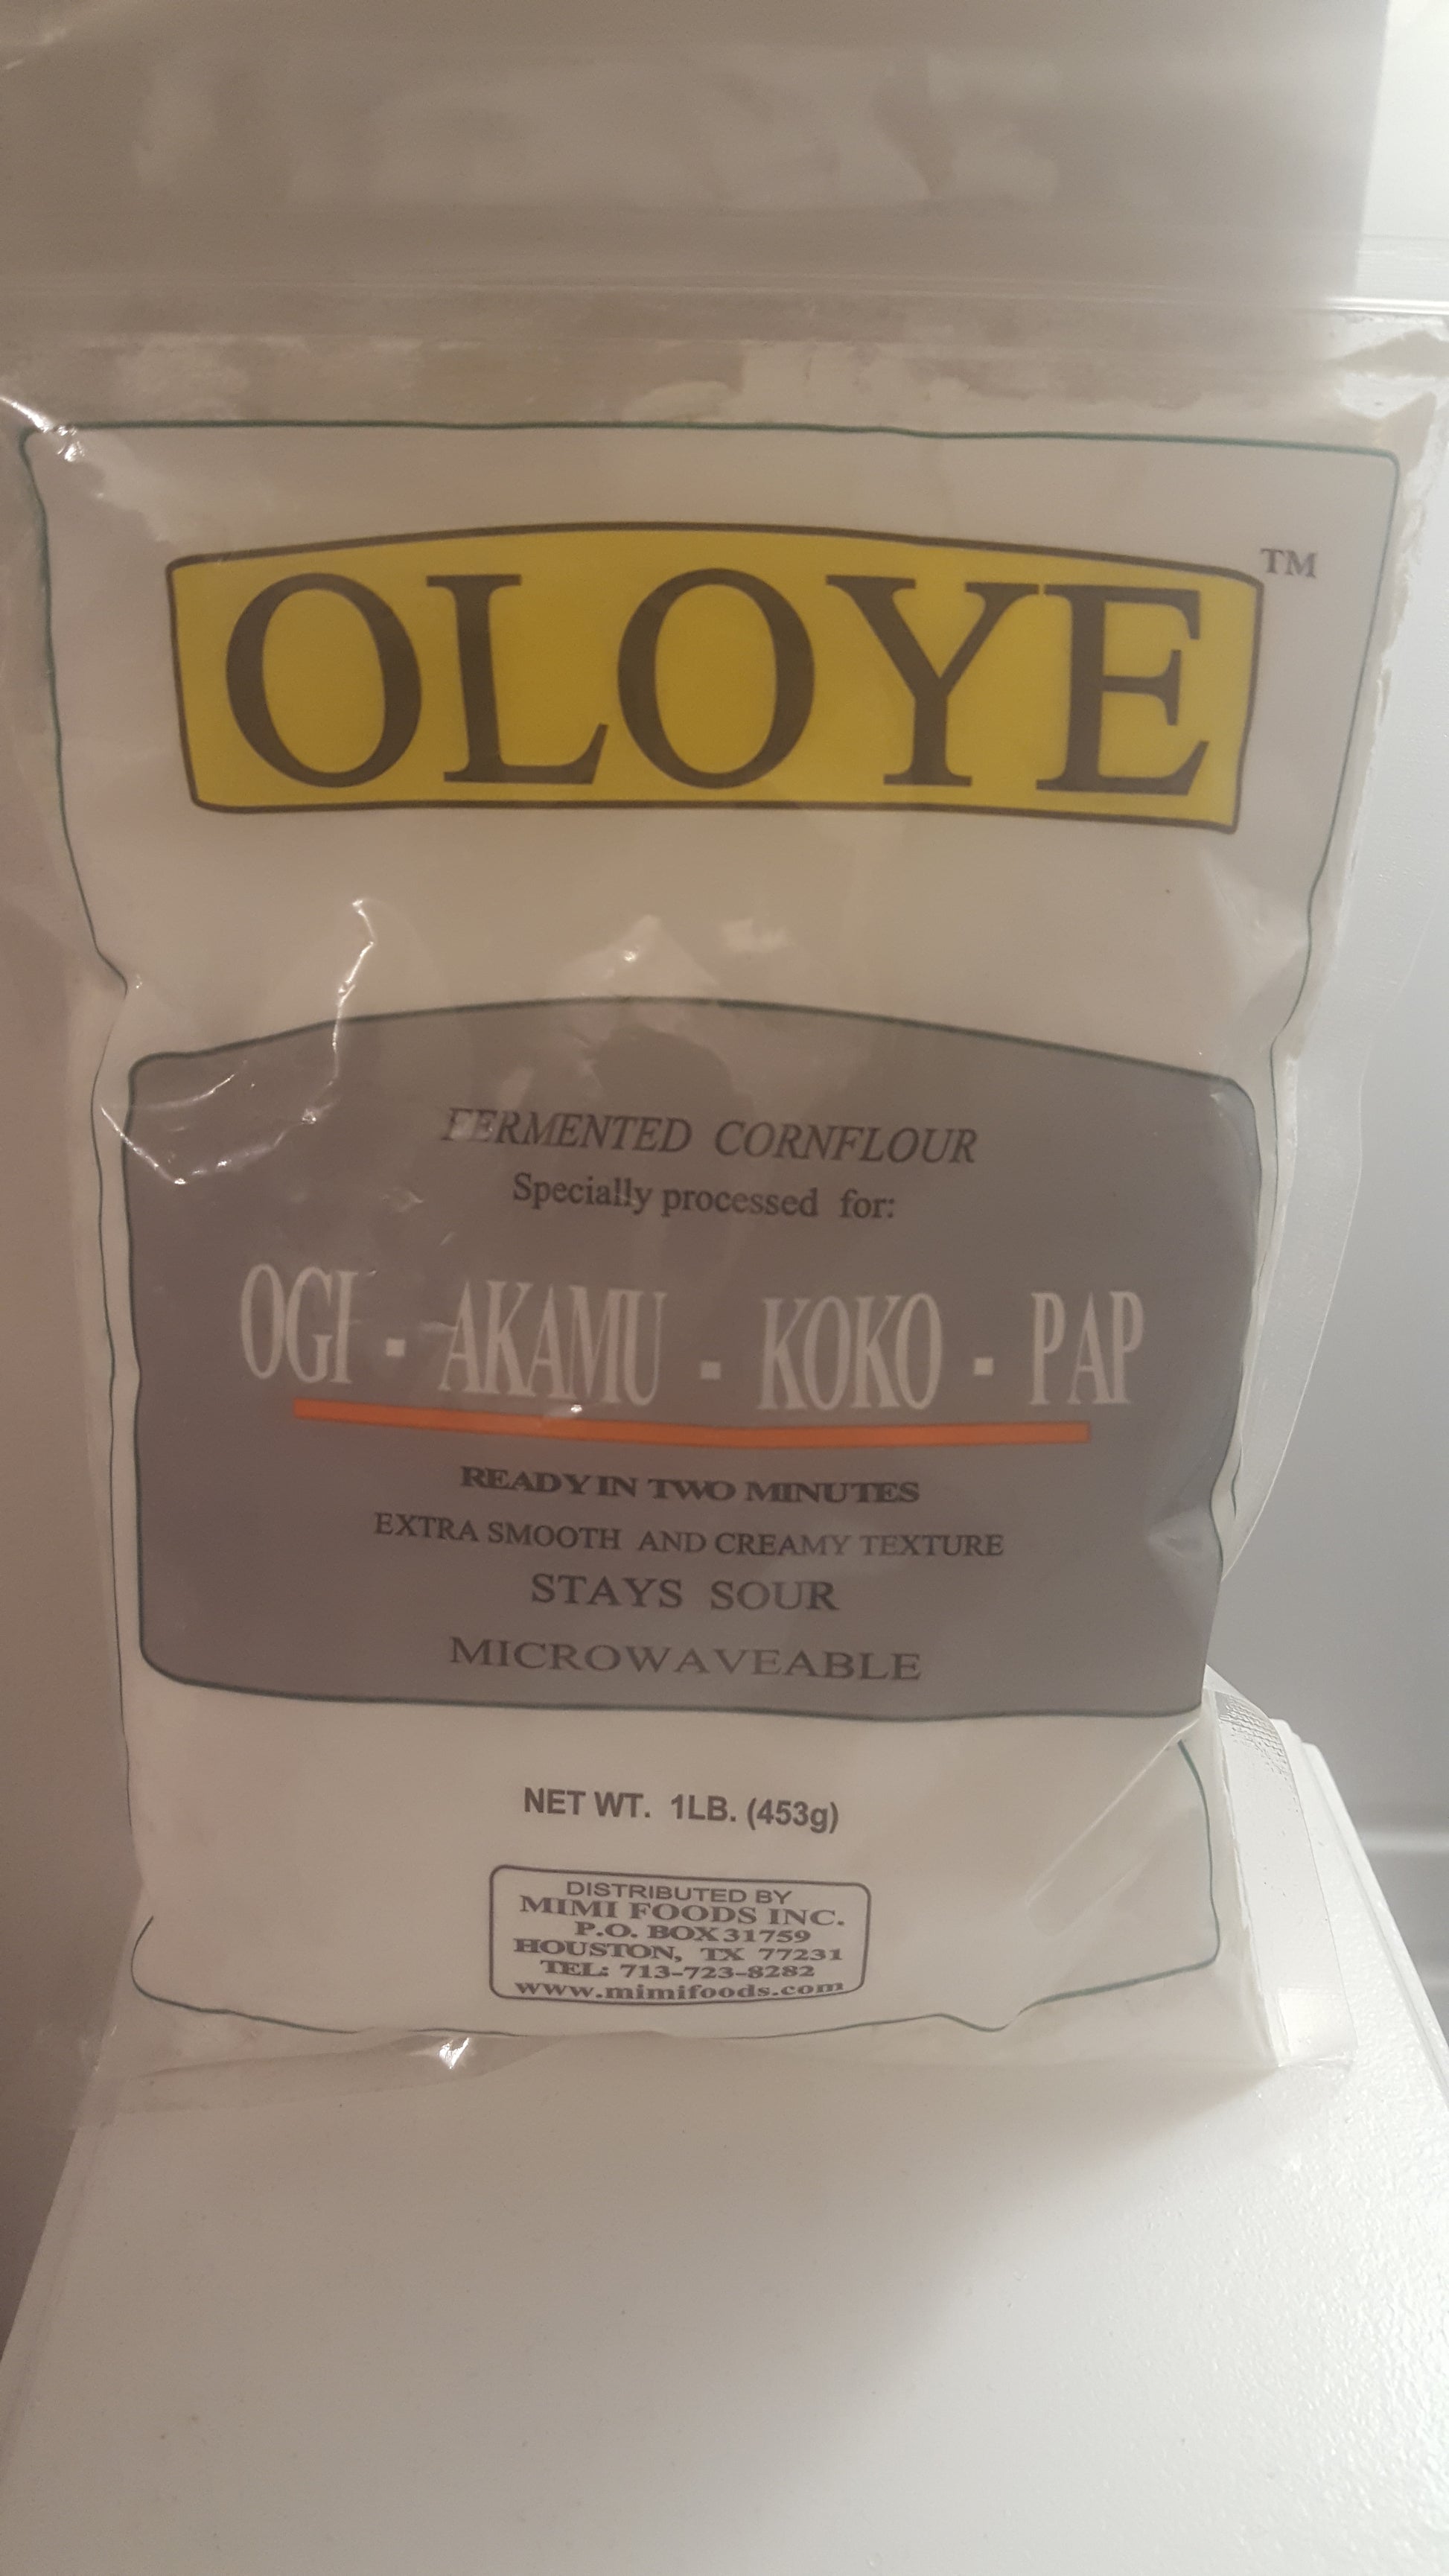 OLOYE ™
FERMENTED CORNFLOUR
Specially processed for:
OGI - AKAMU - KOKO - PAP
READY IN TWO MINUTES
EXTRA SMOOTH AND CREAMY TEXTURE
STAYS SOUR
MICROWAVEABLE
NET WT. 1LB. (453g)
DISTRIBUTED BY
MIMI FOODS INC.
P.O. BOX 31759
HOUSTON, TX 77231
TEL: 713-723-8282
www.mimifoods.com